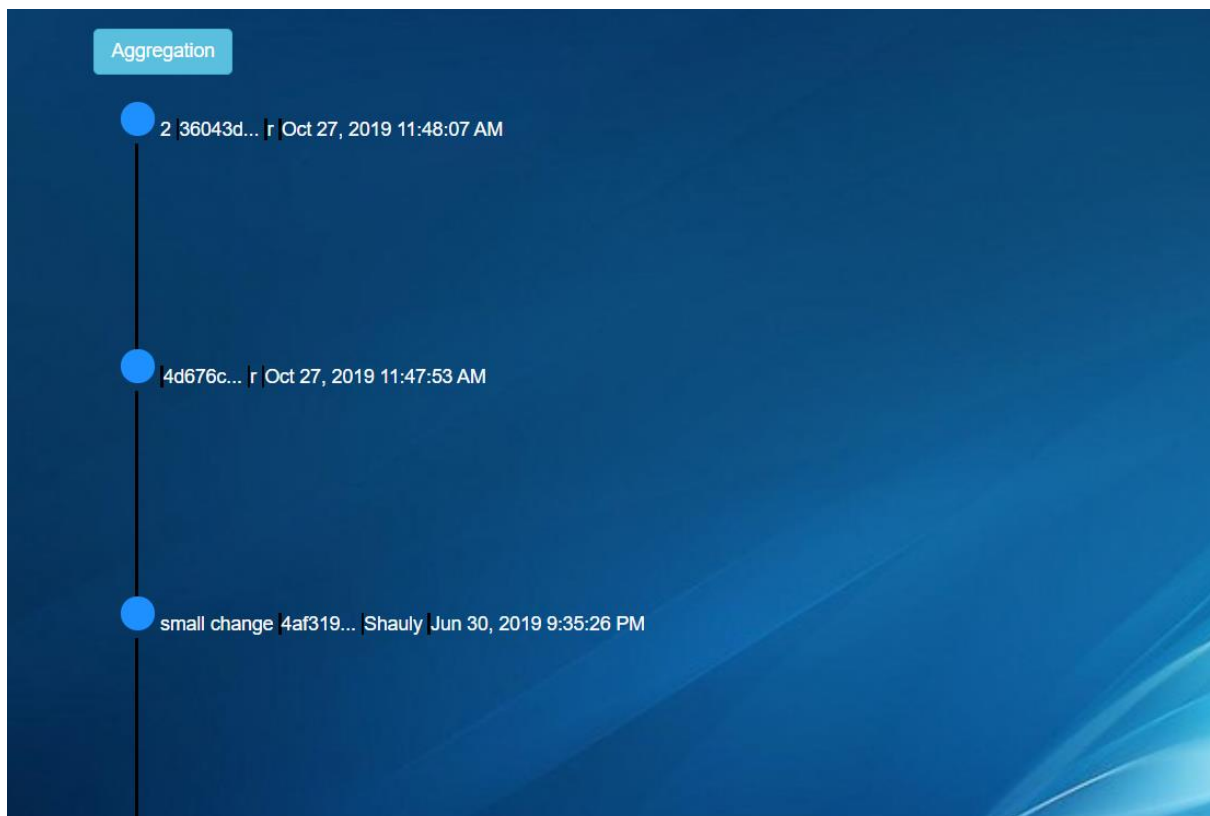 Aggregation
2 |36043d... |r |Oct 27, 2019 11:48:07 AM
|4d676c... |r |Oct 27, 2019 11:47:53 AM
small change |4af319... |Shauly |Jun 30, 2019 9:35:26 PM